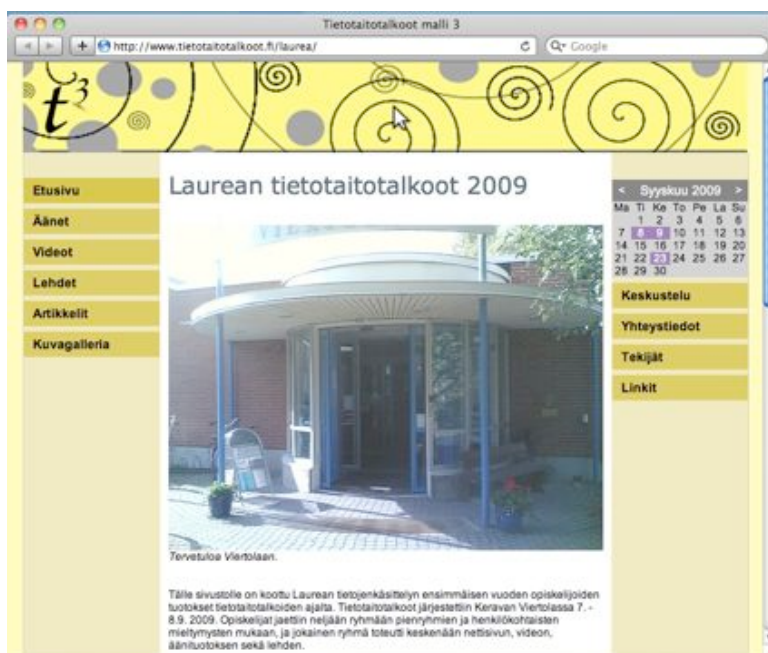 Tietotaitotalkoot malli 3
http://www.tietotaitotalkoot.fi/laurea/
Google
t3
Etusivu
Äänet
Videot
Lehdet
Artikkelit
Kuvagalleria
Laurean tietotaitotalkoot 2009
Tervetuloa Viertolaan.
Tälle sivustolle on koottu Laurean tietojenkäsittelyn ensimmäisen vuoden opiskelijoiden
tuotokset tietotaitotalkoiden ajalta. Tietotaitotalkoot järjestettiin Keravan Viertolassa 7. -
8.9. 2009. Opiskelijat jaettiin neljään ryhmään pienryhmien ja henkilökohtaisten
mieltymysten mukaan, ja jokainen ryhmä toteutti keskenään nettisivun, videon,
äänituotoksen sekä lehden.
< Syyskuu 2009 >
Ma Ti Ke To Pe La Su
1 2 3 4 5 6
7 8 9 10 11 12 13
14 15 16 17 18 19 20
21 22 23 24 25 26 27
28 29 30
Keskustelu
Yhteystiedot
Tekijät
Linkit